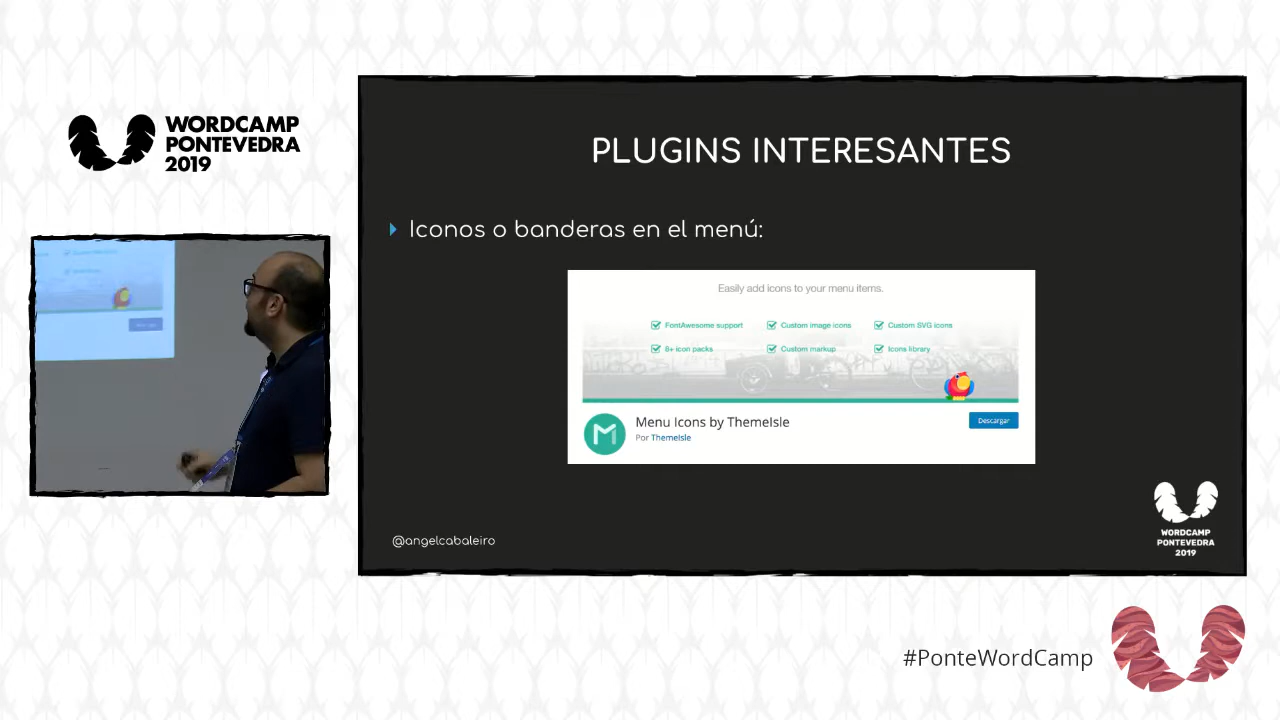 WORDCAMP
PONTEVEDRA
2019
PLUGINS INTERESANTES
Iconos o banderas en el menú:
Easily add icons to your menu items.
FontAwesome support
Custom image icons
Custom SVG icons
8+ icon packs
Custom markup
Icons library
Menu Icons by ThemeIsle
Por ThemeIsle
Descargar
@angelcabaleiro
WORDCAMP
PONTEVEDRA
2019
#PonteWordCamp